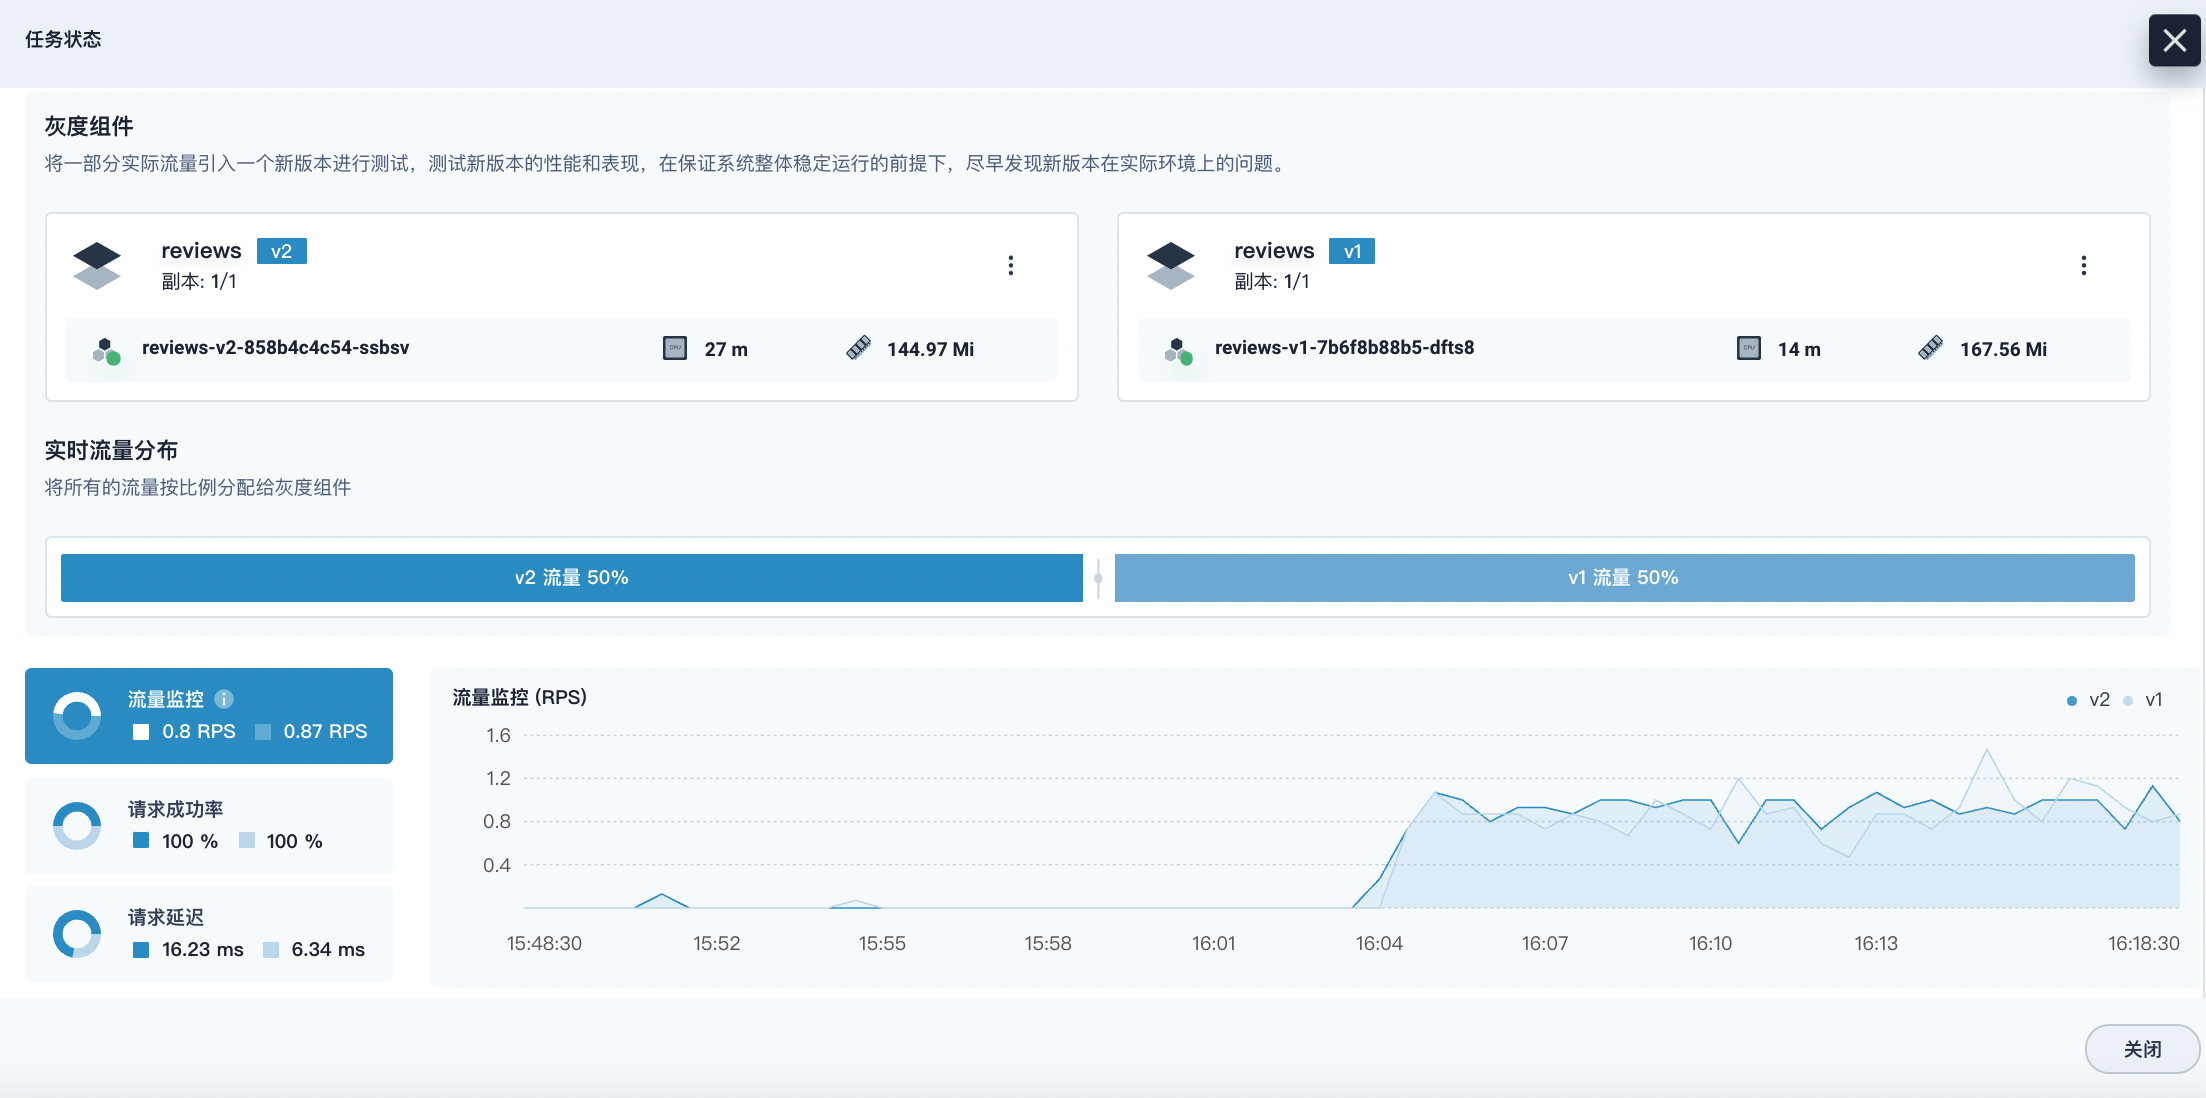 任务状态
灰度组件
将一部分实际流量引入一个新版本进行测试，测试新版本的性能和表现，在保证系统整体稳定运行的前提下，尽早发现新版本在实际环境上的问题。
reviews v2
副本: 1/1
reviews-v2-858b4c4c54-ssbsv CPU 27 m 144.97 Mi
reviews v1
副本: 1/1
reviews-v1-7b6f8b88b5-dfts8 CPU 14 m 167.56 Mi
实时流量分布
将所有的流量按比例分配给灰度组件
v2 流量 50% v1 流量 50%
流量监控
0.8 RPS 0.87 RPS
请求成功率
100 % 100 %
请求延迟
16.23 ms 6.34 ms
流量监控 (RPS)
v2 v1
1.6
1.2
0.8
0.4
15:48:30 15:52 15:55 15:58 16:01 16:04 16:07 16:10 16:13 16:18:30
关闭